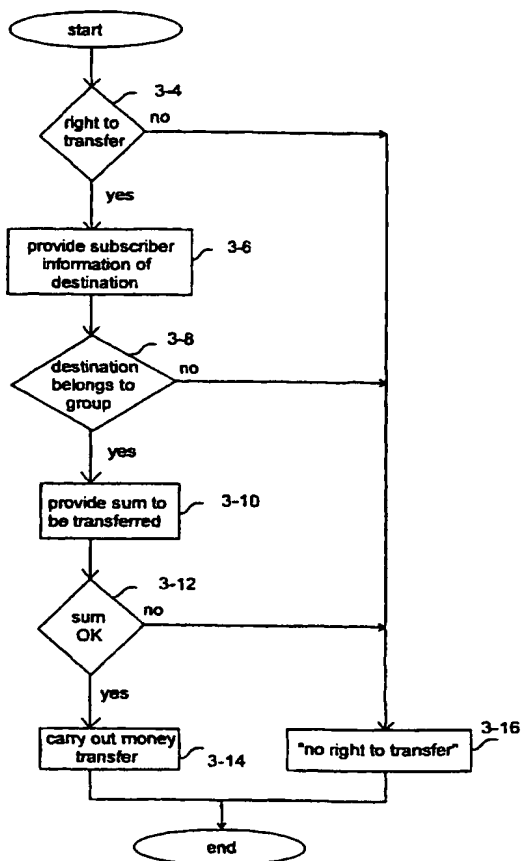 start
3-4
right to
transfer
no
yes
provide subscriber
information of
destination
3-6
3-8
destination
belongs to
group
no
yes
provide sum to
be transferred
3-10
3-12
sum
OK
no
yes
carry out money
transfer
3-14
"no right to transfer"
3-16
end